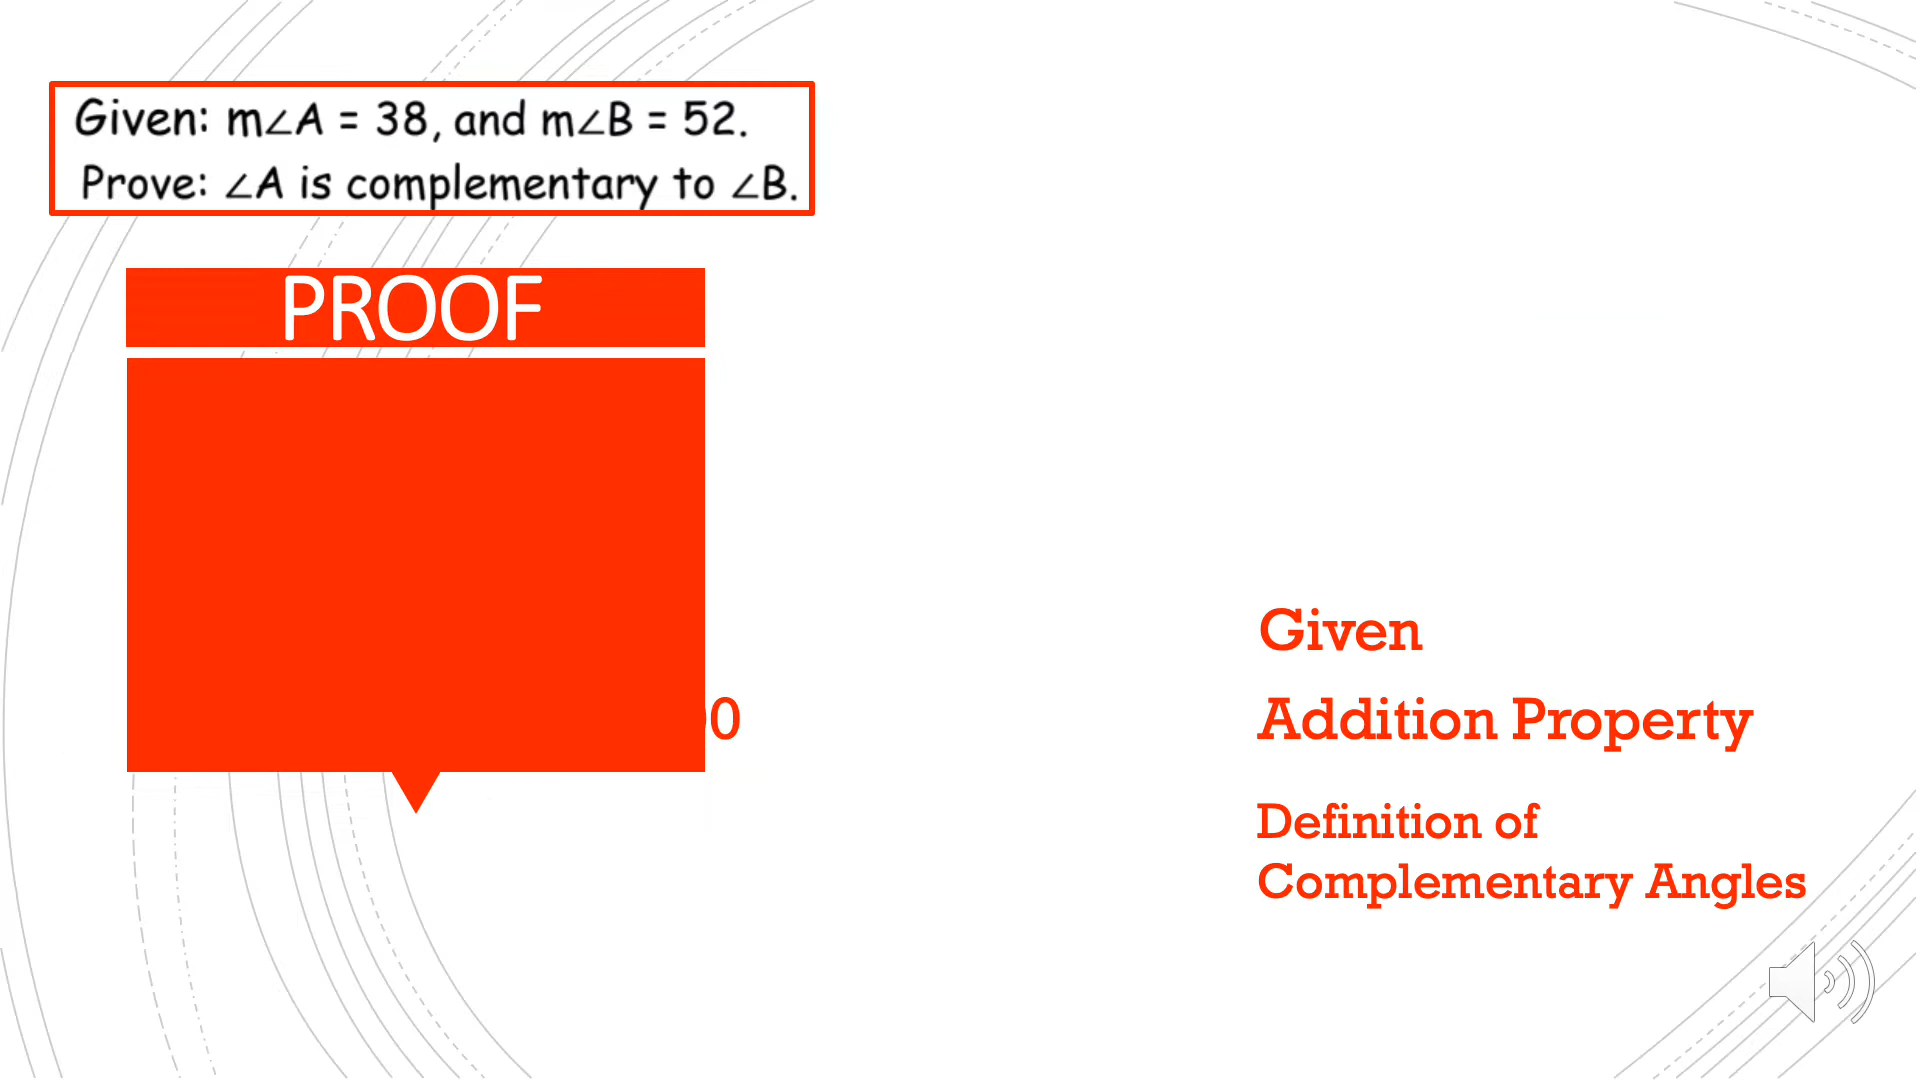 Given: m∠A = 38, and m∠B = 52.
Prove: ∠A is complementary to ∠B.
PROOF
Given
0
Addition Property
Definition of
Complementary Angles